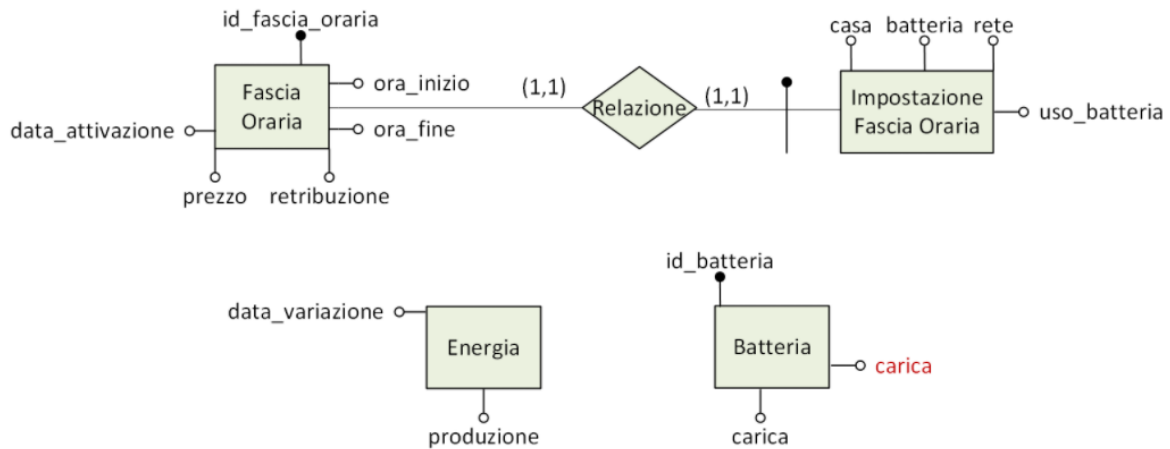 id_fascia_oraria
casa batteria rete
Fascia
Oraria
ora_inizio
(1,1)
Relazione
(1,1)
Impostazione
Fascia Oraria
uso_batteria
data_attivazione
ora_fine
prezzo
retribuzione
id_batteria
data_variazione
Energia
Batteria
carica
produzione
carica